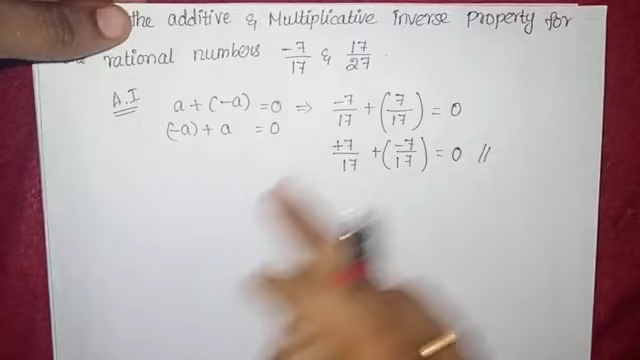 the additive & Multiplicative inverse Property for
rational numbers -7/17 & 17/27.
A.I a+(-a) = 0 ⇒ -7/17 + (7/17) = 0
(-a)+a = 0
+7/17 + (-7/17) = 0 //